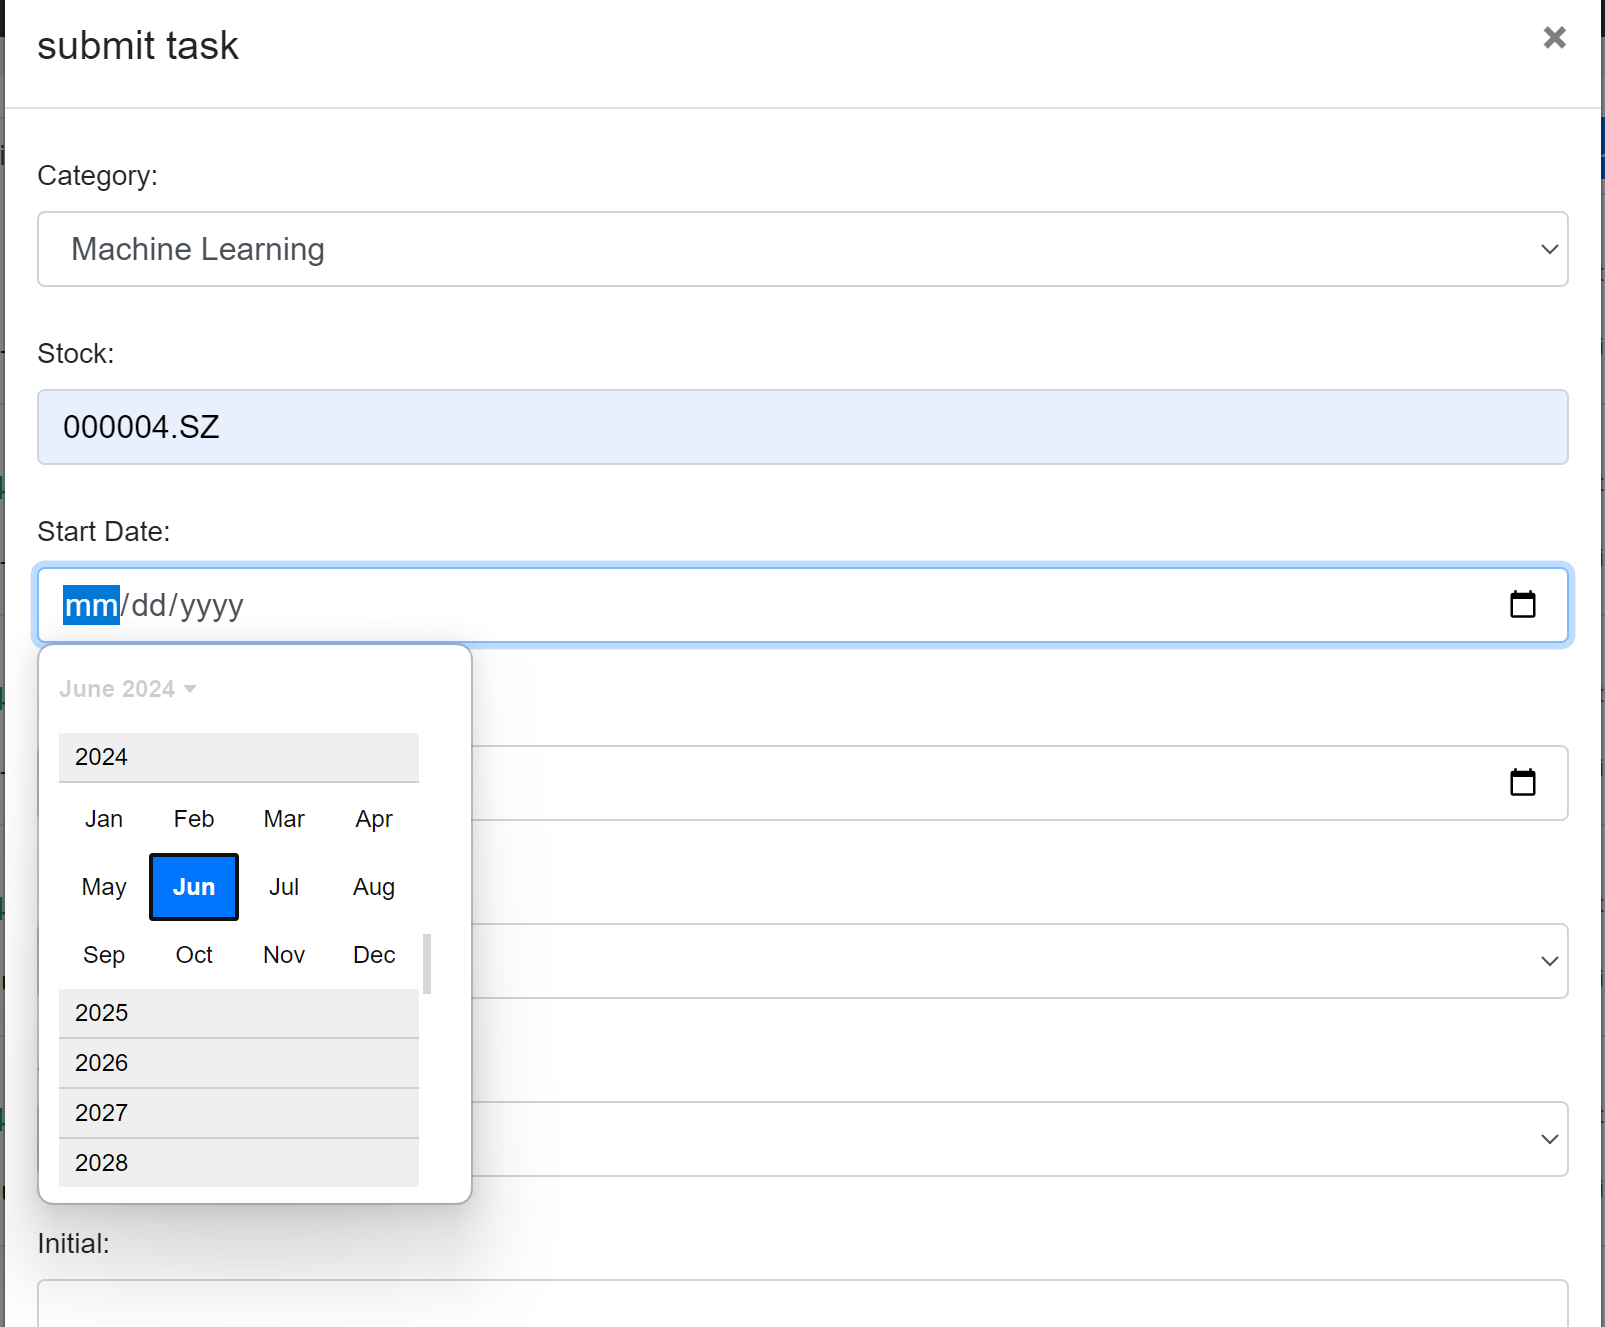 submit task
Category:
Machine Learning
Stock:
000004.SZ
Start Date:
mm/dd/yyyy
June 2024
2024
Jan Feb Mar Apr
May Jun Jul Aug
Sep Oct Nov Dec
2025
2026
2027
2028
Initial: